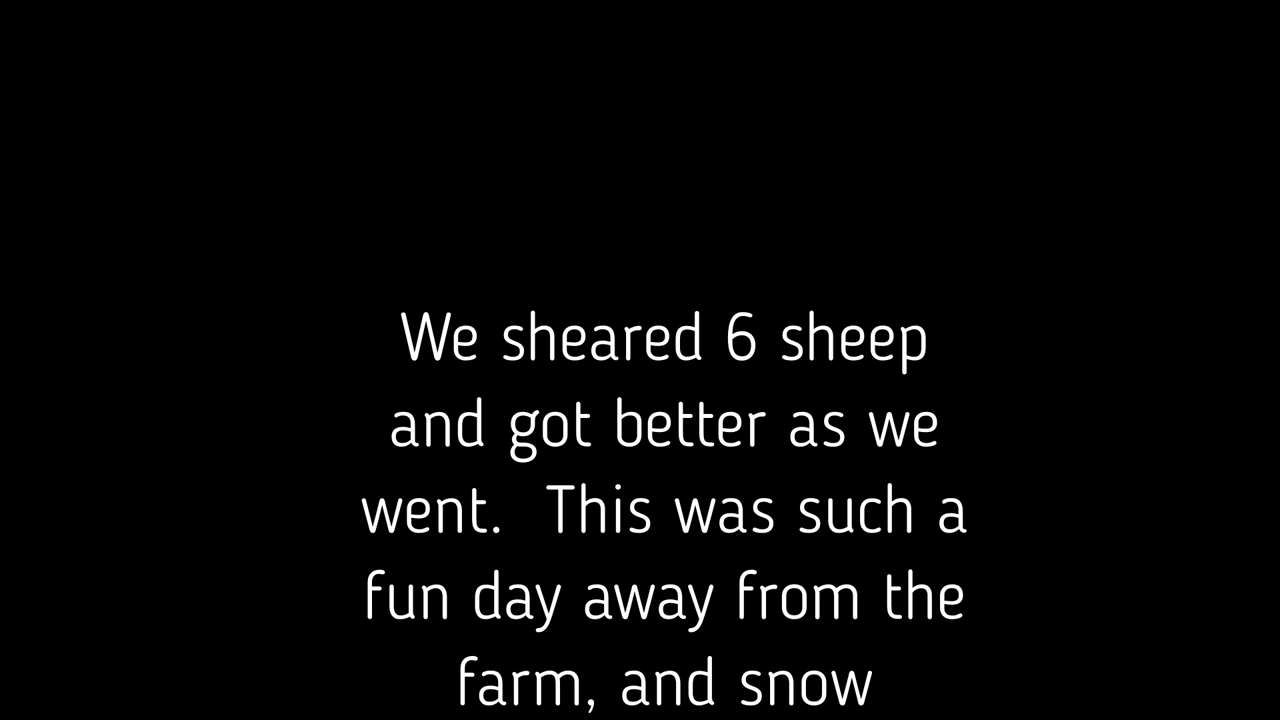 We sheared 6 sheep
and got better as we
went.  This was such a
fun day away from the
farm, and snow